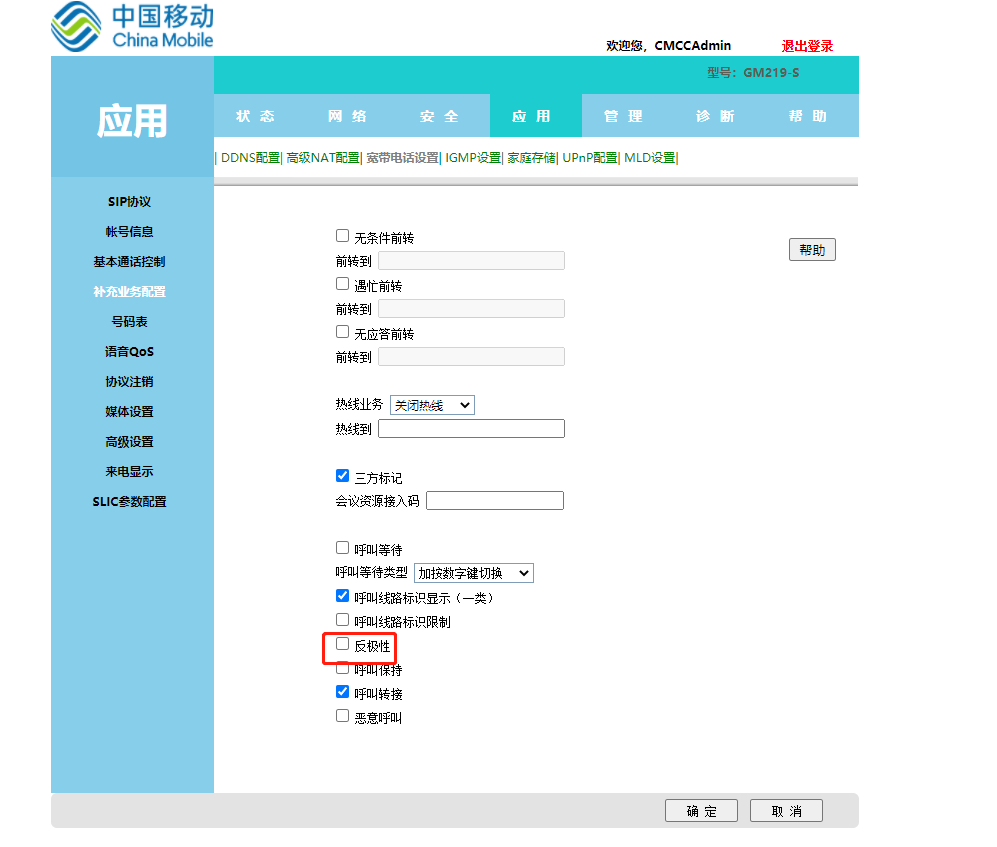 中国移动
China Mobile
欢迎您，CMCCAdmin 退出登录
型号：GM219-S
应用
状 态 网 络 安 全 应 用 管 理 诊 断 帮 助
| DDNS配置| 高级NAT配置| 宽带电话设置| IGMP设置| 家庭存储| UPnP配置| MLD设置|
SIP协议
帐号信息
基本通话控制
补充业务配置
号码表
语音QoS
协议注销
媒体设置
高级设置
来电显示
SLIC参数配置
无条件前转
帮助
前转到
遇忙前转
前转到
无应答前转
前转到
热线业务 关闭热线
热线到
三方标记
会议资源接入码
呼叫等待
呼叫等待类型 加按数字键切换
呼叫线路标识显示（一类）
呼叫线路标识限制
反极性
呼叫保持
呼叫转接
恶意呼叫
确 定 取 消